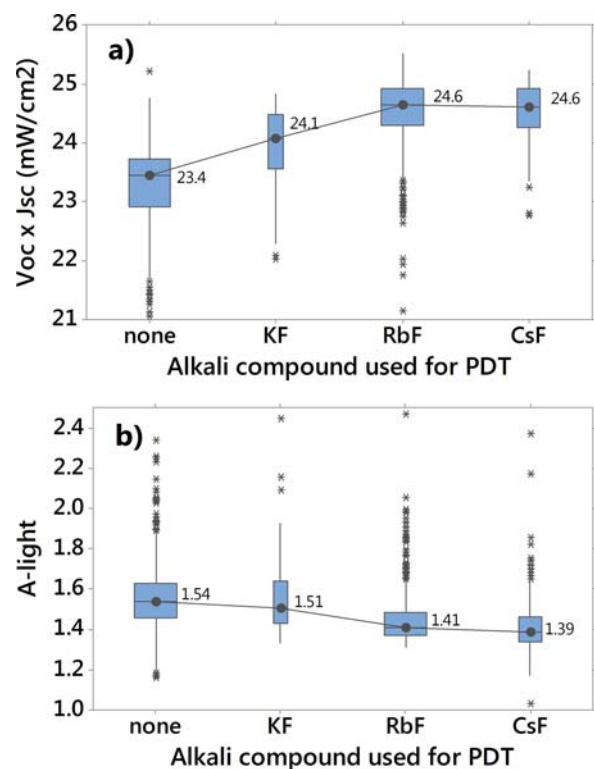 a)
Voc x Jsc (mW/cm2)
26
25
24
23
22
21
23.4
24.1
24.6
24.6
none KF RbF CsF
Alkali compound used for PDT
b)
A-light
2.4
2.2
2.0
1.8
1.6
1.4
1.2
1.0
1.54
1.51
1.41
1.39
none KF RbF CsF
Alkali compound used for PDT